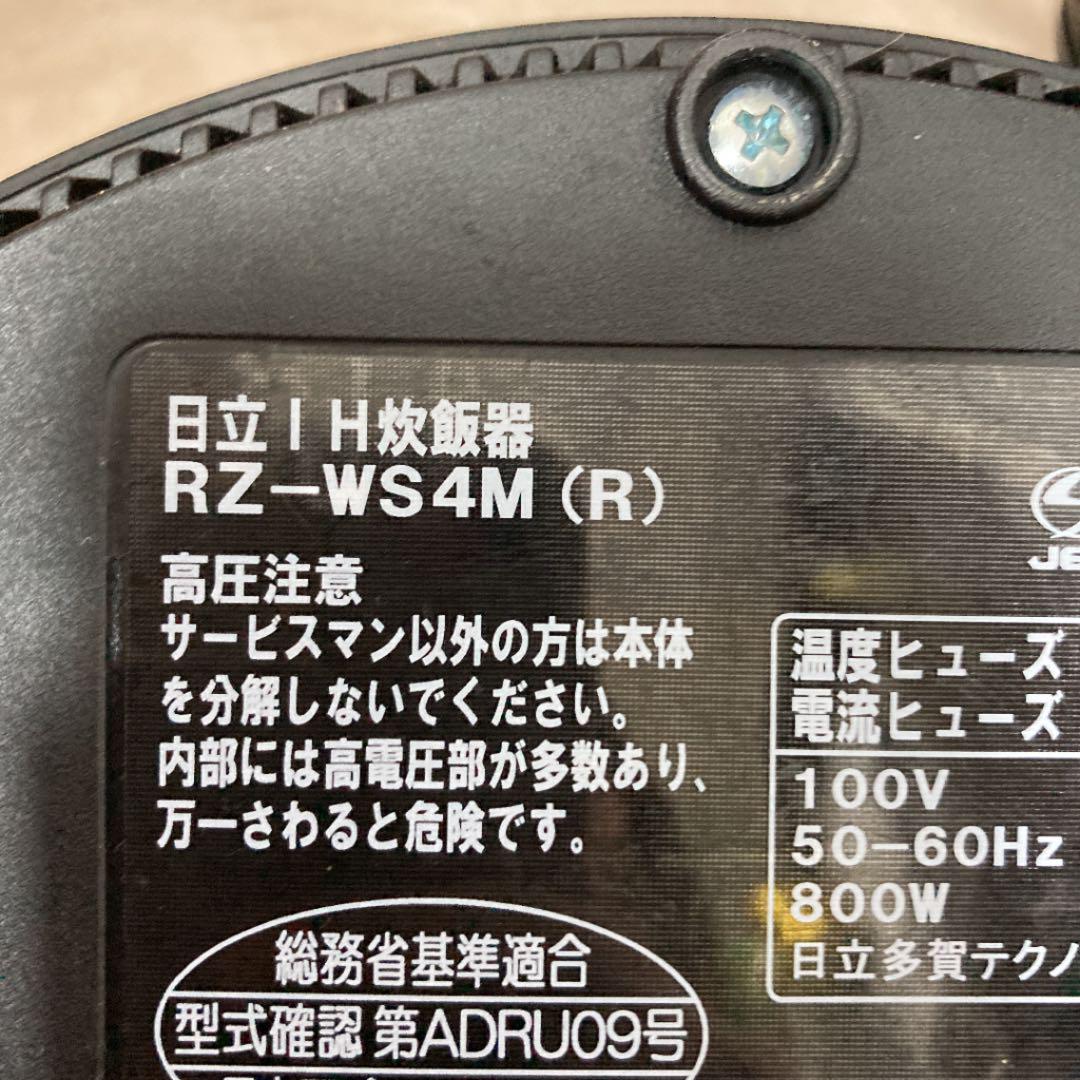 日立IH炊飯器
RZ-WS4M (R)
高圧注意
サービスマン以外の方は本体
を分解しないでください。
内部には高電圧部が多数あり、
万一さわると危険です。
総務省基準適合
型式確認 第ADRU09号
温度ヒューズ
電流ヒューズ
100V
50-60Hz
800W
日立多賀テクノ